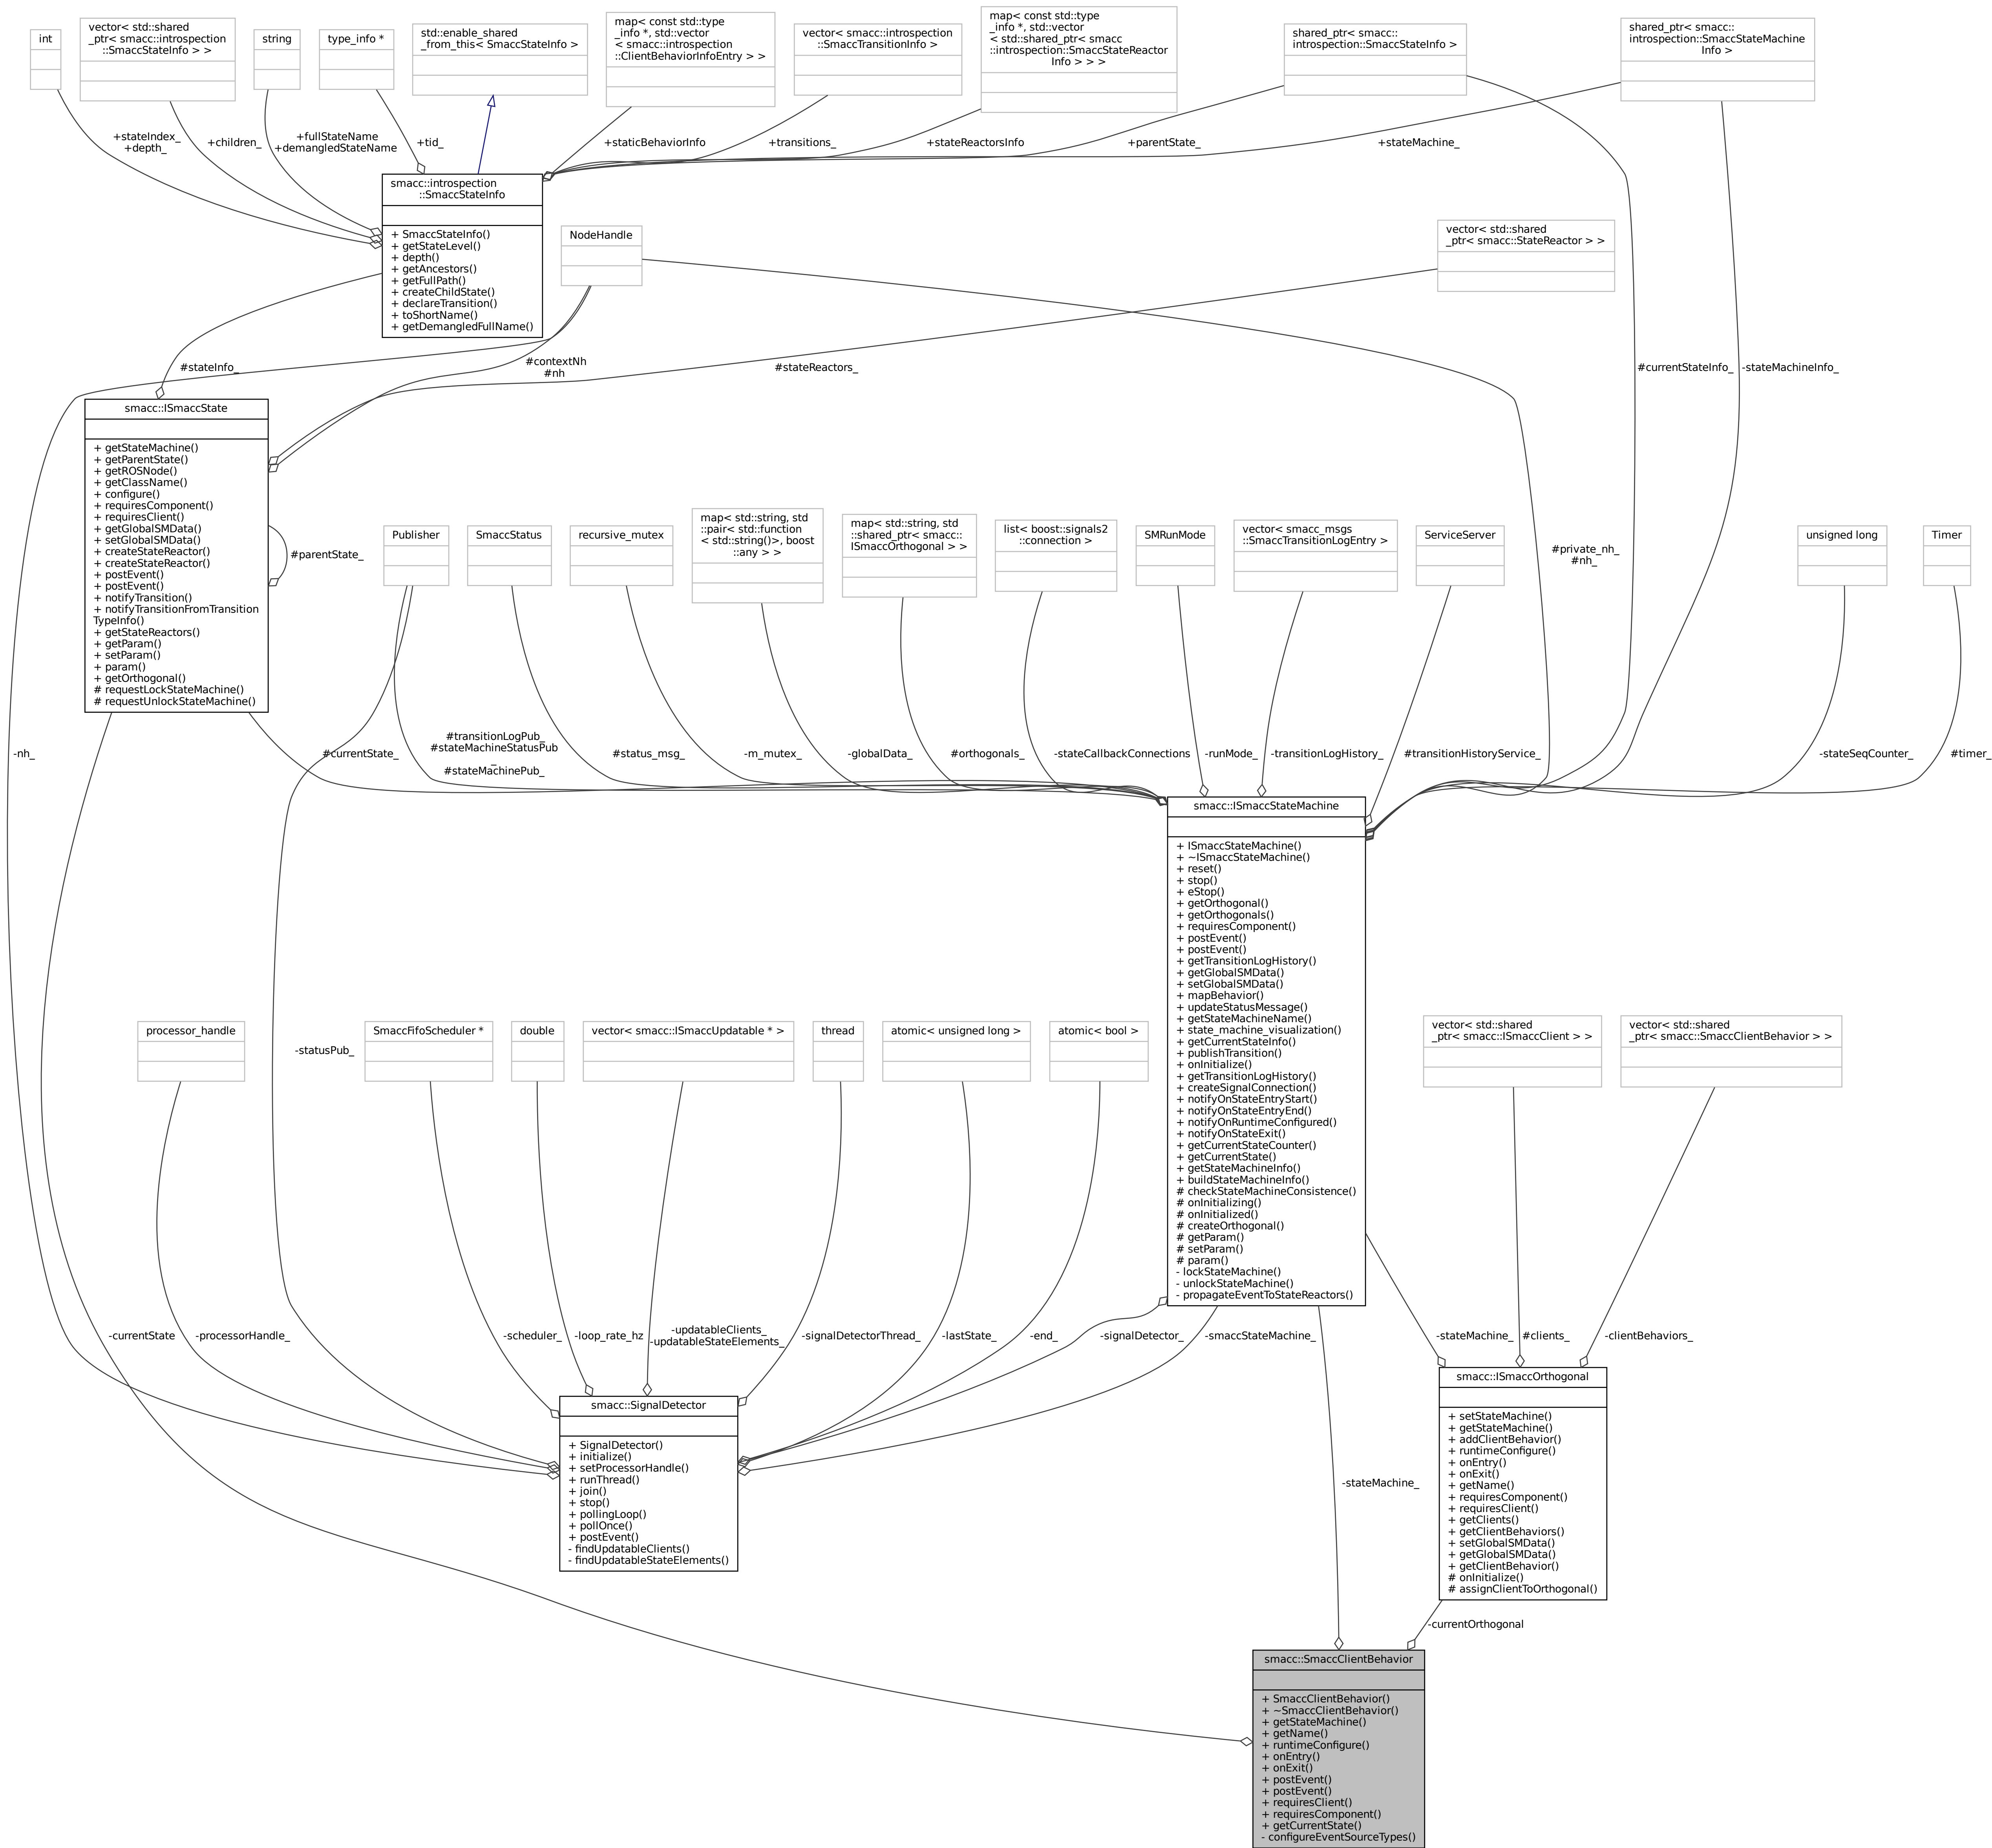 int
vector< std::shared
_ptr< smacc::introspection
::SmaccStateInfo > >
string
type_info *
std::enable_shared
_from_this< SmaccStateInfo >
map< const std::type
_info *, std::vector
< smacc::introspection
::ClientBehaviorInfoEntry > >
vector< smacc::introspection
::SmaccTransitionInfo >
map< const std::type
_info *, std::vector
< std::shared_ptr< smacc
::introspection::SmaccStateReactor
Info > > >
shared_ptr< smacc::
introspection::SmaccStateInfo >
shared_ptr< smacc::
introspection::SmaccStateMachine
Info >
+stateIndex_
+depth_
+children_
+fullStateName
+demangledStateName
+tid_
+staticBehaviorInfo
+transitions_
+stateReactorsInfo
+parentState_
+stateMachine_
smacc::introspection
::SmaccStateInfo
+ SmaccStateInfo()
+ getStateLevel()
+ depth()
+ getAncestors()
+ getFullPath()
+ createChildState()
+ declareTransition()
+ toShortName()
+ getDemangledFullName()
NodeHandle
vector< std::shared
_ptr< smacc::StateReactor > >
#stateInfo_
#contextNh
#nh
#stateReactors_
#currentStateInfo_
-stateMachineInfo_
smacc::ISmaccState
+ getStateMachine()
+ getParentState()
+ getROSNode()
+ getClassName()
+ configure()
+ requiresComponent()
+ requiresClient()
+ getGlobalSMData()
+ setGlobalSMData()
+ createStateReactor()
+ createStateReactor()
+ postEvent()
+ postEvent()
+ notifyTransition()
+ notifyTransitionFromTransition
TypeInfo()
+ getStateReactors()
+ getParam()
+ setParam()
+ param()
+ getOrthogonal()
# requestLockStateMachine()
# requestUnlockStateMachine()
#parentState_
Publisher
SmaccStatus
recursive_mutex
map< std::string, std
::pair< std::function
< std::string()>, boost
::any > >
map< std::string, std
::shared_ptr< smacc::
ISmaccOrthogonal > >
list< boost::signals2
::connection >
SMRunMode
vector< smacc_msgs
::SmaccTransitionLogEntry >
ServiceServer
#private_nh_
#nh_
unsigned long
Timer
-nh_
#currentState_
#transitionLogPub_
#stateMachineStatusPub
_
#stateMachinePub_
#status_msg_
-m_mutex_
-globalData_
#orthogonals_
-stateCallbackConnections
-runMode_
-transitionLogHistory_
#transitionHistoryService_
-stateSeqCounter_
#timer_
smacc::ISmaccStateMachine
+ ISmaccStateMachine()
+ ~ISmaccStateMachine()
+ reset()
+ stop()
+ eStop()
+ getOrthogonal()
+ getOrthogonals()
+ requiresComponent()
+ postEvent()
+ postEvent()
+ getTransitionLogHistory()
+ getGlobalSMData()
+ setGlobalSMData()
+ mapBehavior()
+ updateStatusMessage()
+ getStateMachineName()
+ state_machine_visualization()
+ getCurrentStateInfo()
+ publishTransition()
+ onInitialize()
+ getTransitionLogHistory()
+ createSignalConnection()
+ notifyOnStateEntryStart()
+ notifyOnStateEntryEnd()
+ notifyOnRuntimeConfigured()
+ notifyOnStateExit()
+ getCurrentStateCounter()
+ getCurrentState()
+ getStateMachineInfo()
+ buildStateMachineInfo()
# checkStateMachineConsistence()
# onInitializing()
# onInitialized()
# createOrthogonal()
# getParam()
# setParam()
# param()
- lockStateMachine()
- unlockStateMachine()
- propagateEventToStateReactors()
-statusPub_
processor_handle
SmaccFifoScheduler *
double
vector< smacc::ISmaccUpdatable * >
thread
atomic< unsigned long >
atomic< bool >
vector< std::shared
_ptr< smacc::ISmaccClient > >
vector< std::shared
_ptr< smacc::SmaccClientBehavior > >
-currentState
-processorHandle_
-scheduler_
-loop_rate_hz
-updatableClients_
-updatableStateElements_
-signalDetectorThread_
-lastState_
-end_
-signalDetector_
-smaccStateMachine_
-stateMachine_
#clients_
-clientBehaviors_
smacc::SignalDetector
+ SignalDetector()
+ initialize()
+ setProcessorHandle()
+ runThread()
+ join()
+ stop()
+ pollingLoop()
+ pollOnce()
+ postEvent()
- findUpdatableClients()
- findUpdatableStateElements()
-stateMachine_
smacc::ISmaccOrthogonal
+ setStateMachine()
+ getStateMachine()
+ addClientBehavior()
+ runtimeConfigure()
+ onEntry()
+ onExit()
+ getName()
+ requiresComponent()
+ requiresClient()
+ getClients()
+ getClientBehaviors()
+ setGlobalSMData()
+ getGlobalSMData()
+ getClientBehavior()
# onInitialize()
# assignClientToOrthogonal()
-currentOrthogonal
smacc::SmaccClientBehavior
+ SmaccClientBehavior()
+ ~SmaccClientBehavior()
+ getStateMachine()
+ getName()
+ runtimeConfigure()
+ onEntry()
+ onExit()
+ postEvent()
+ postEvent()
+ requiresClient()
+ requiresComponent()
+ getCurrentState()
- configureEventSourceTypes()